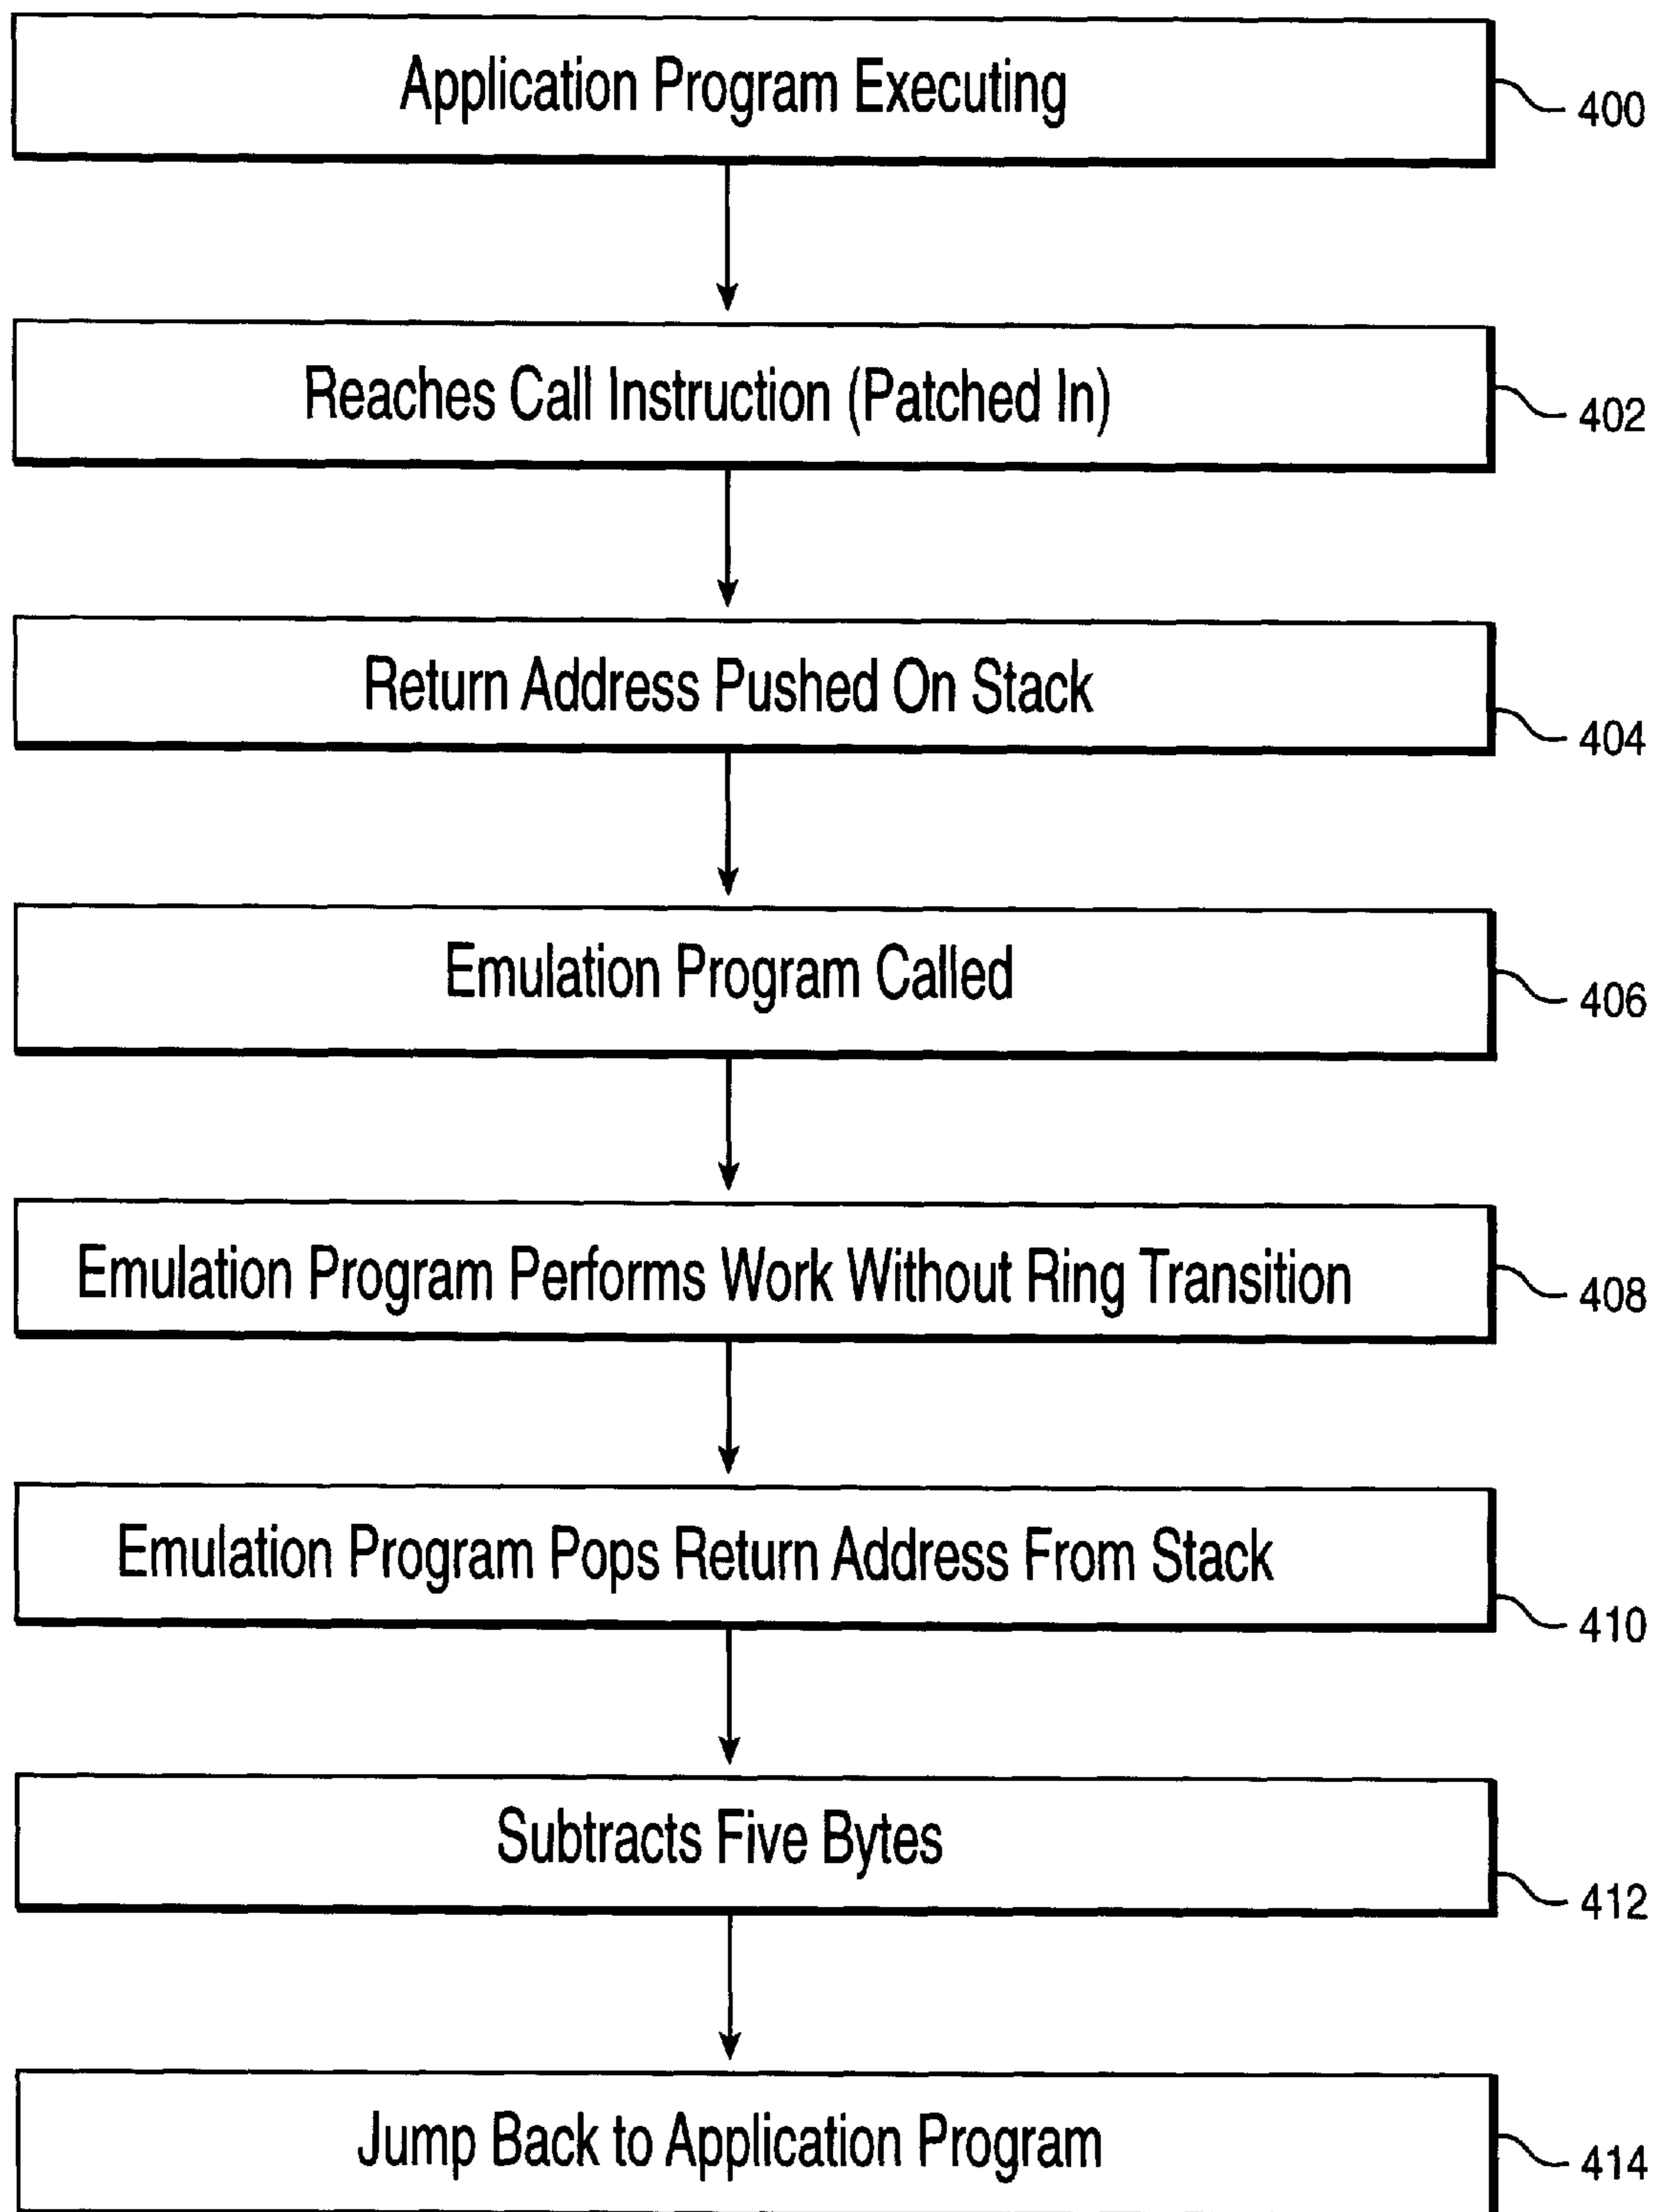 Application Program Executing
400
Reaches Call Instruction (Patched In)
402
Return Address Pushed On Stack
404
Emulation Program Called
406
Emulation Program Performs Work Without Ring Transition
408
Emulation Program Pops Return Address From Stack
410
Subtracts Five Bytes
412
Jump Back to Application Program
414